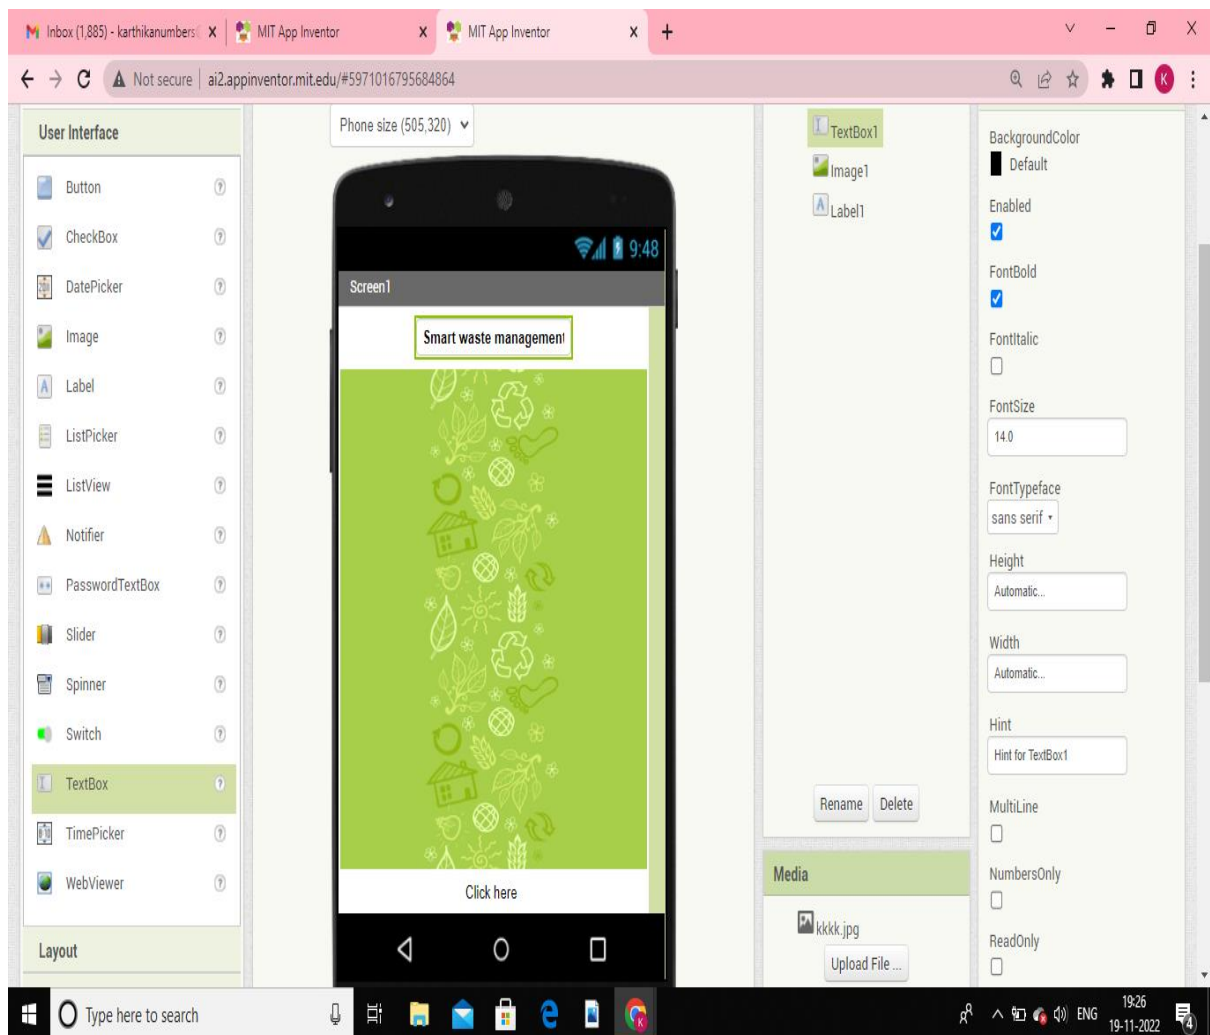 Inbox (1,885) - karthikanumbers
MIT App Inventor
MIT App Inventor
Not secure
ai2.appinventor.mit.edu/#5971016795684864
K
User Interface
Button
CheckBox
DatePicker
Image
Label
ListPicker
ListView
Notifier
PasswordTextBox
Slider
Spinner
Switch
TextBox
TimePicker
WebViewer
Layout
Phone size (505,320)
9:48
Screen1
Smart waste management
Click here
TextBox1
Image1
Label1
Rename Delete
Media
kkkk.jpg
Upload File ...
BackgroundColor
Default
Enabled
FontBold
FontItalic
FontSize
14.0
FontTypeface
sans serif
Height
Automatic...
Width
Automatic...
Hint
Hint for TextBox1
MultiLine
NumbersOnly
ReadOnly
Type here to search
ENG
19:26
19-11-2022
4